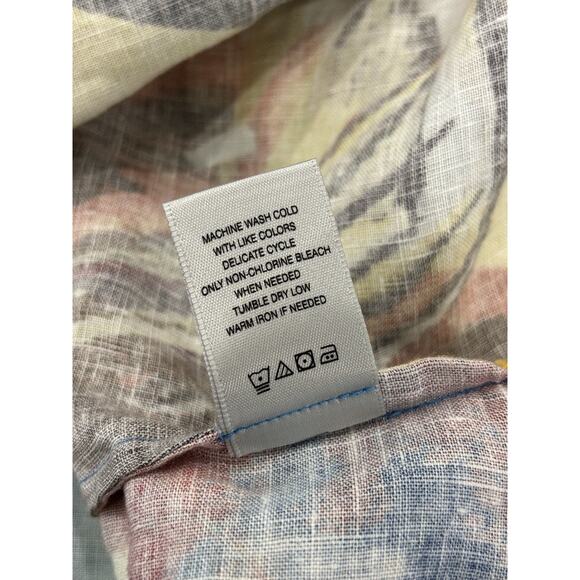 MACHINE WASH COLD
WITH LIKE COLORS
DELICATE CYCLE
ONLY NON-CHLORINE BLEACH
WHEN NEEDED
TUMBLE DRY LOW
WARM IRON IF NEEDED